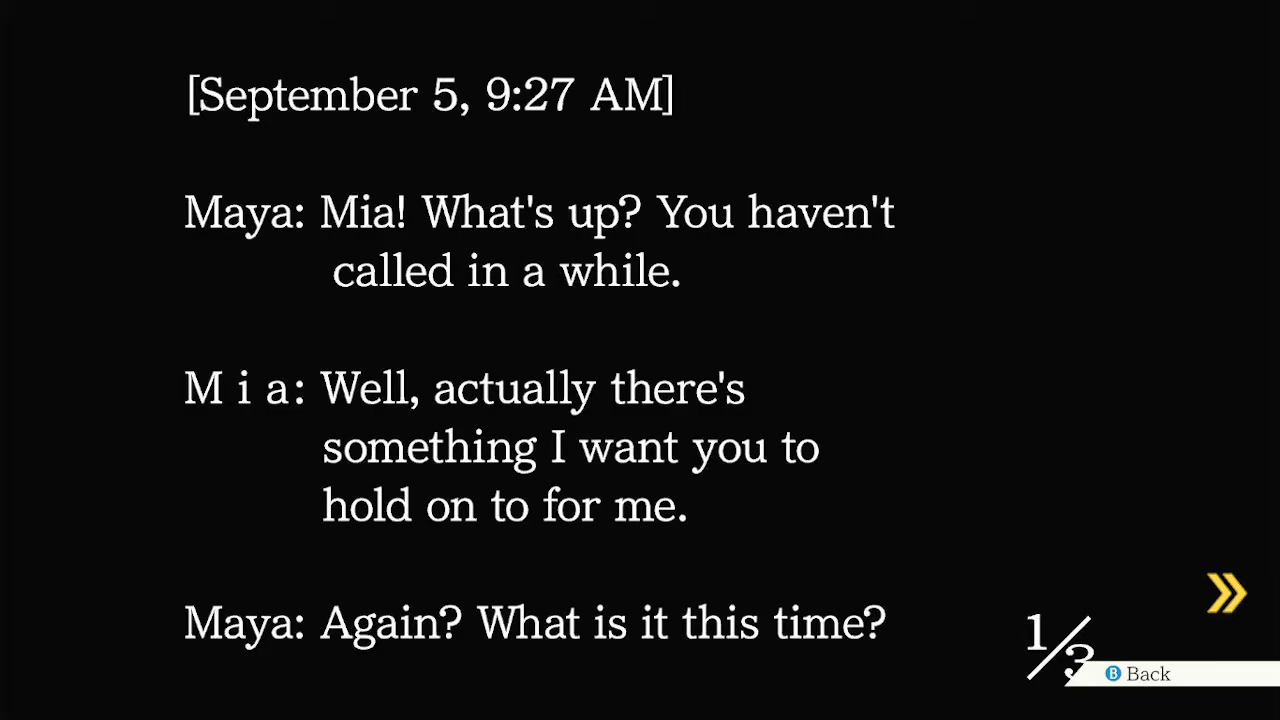 [September 5, 9:27 AM]
Maya: Mia! What's up? You haven't
called in a while.
M i a: Well, actually there's
something I want you to
hold on to for me.
Maya: Again? What is it this time?
1/3
B Back